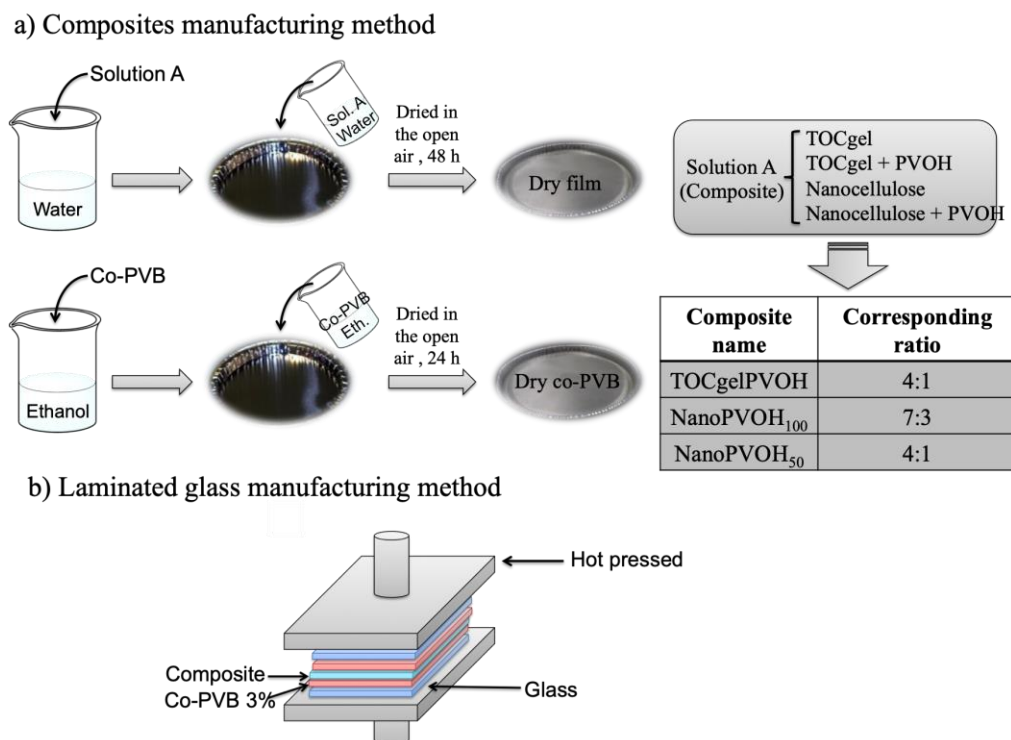 a) Composites manufacturing method
Solution A
Water
Sol. A
Water
Dried in
the open
air , 48 h
Dry film
Co-PVB
Ethanol
Co-PVB
Eth.
Dried in
the open
air , 24 h
Dry co-PVB
Solution A
(Composite)
TOCgel
TOCgel + PVOH
Nanocellulose
Nanocellulose + PVOH
Composite name Corresponding ratio
TOCgelPVOH 4:1
NanoPVOH₁₀₀ 7:3
NanoPVOH₅₀ 4:1
b) Laminated glass manufacturing method
Hot pressed
Composite
Co-PVB 3%
Glass